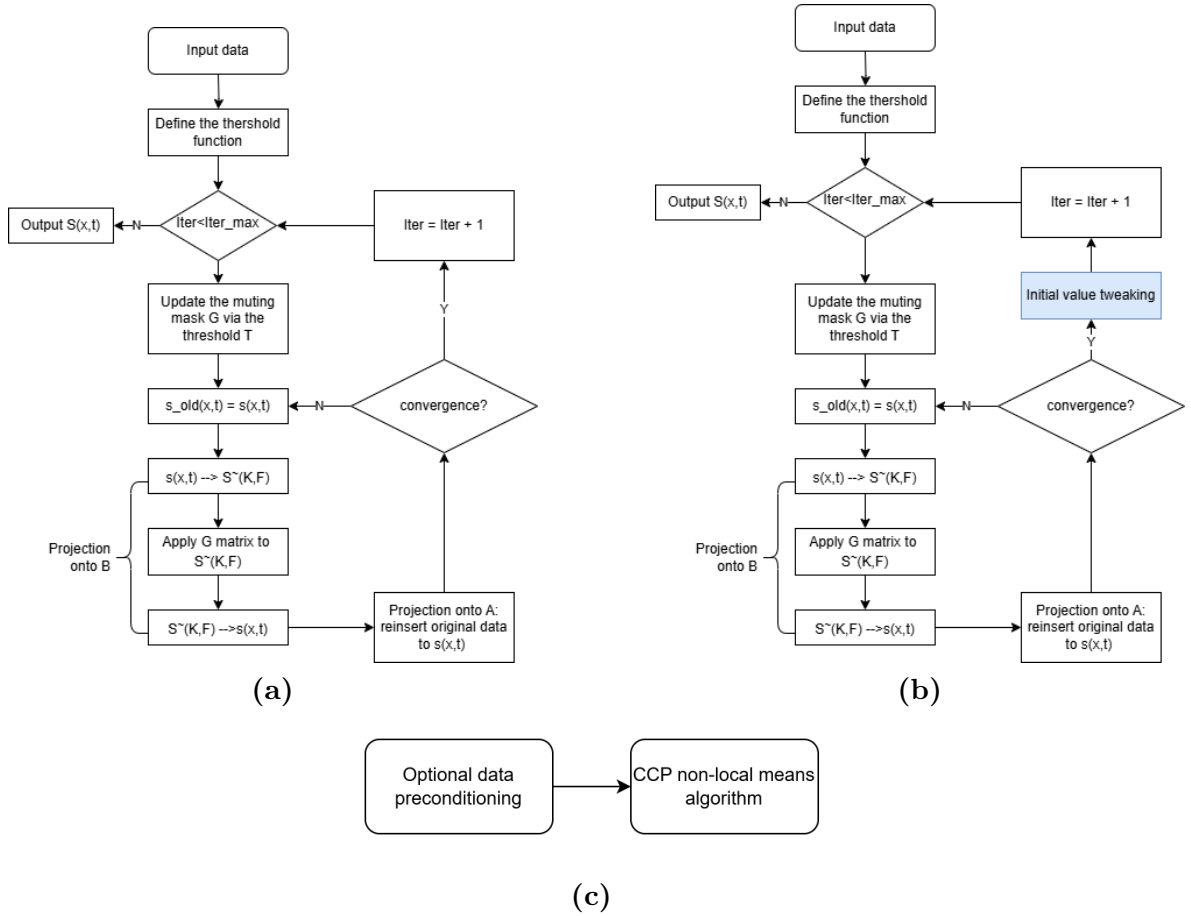 Input data
Define the thershold
function
Iter<Iter_max
N
Output S(x,t)
Iter = Iter + 1
Update the muting
mask G via the
threshold T
Y
s_old(x,t) = s(x,t)
N
convergence?
s(x,t) --> S~(K,F)
Projection
onto B
Apply G matrix to
S~(K,F)
S~(K,F) -->s(x,t)
Projection onto A:
reinsert original data
to s(x,t)
(a)
Input data
Define the thershold
function
Iter<Iter_max
N
Output S(x,t)
Iter = Iter + 1
Initial value tweaking
Update the muting
mask G via the
threshold T
Y
s_old(x,t) = s(x,t)
N
convergence?
s(x,t) --> S~(K,F)
Projection
onto B
Apply G matrix to
S~(K,F)
S~(K,F) -->s(x,t)
Projection onto A:
reinsert original data
to s(x,t)
(b)
Optional data
preconditioning
CCP non-local means
algorithm
(c)